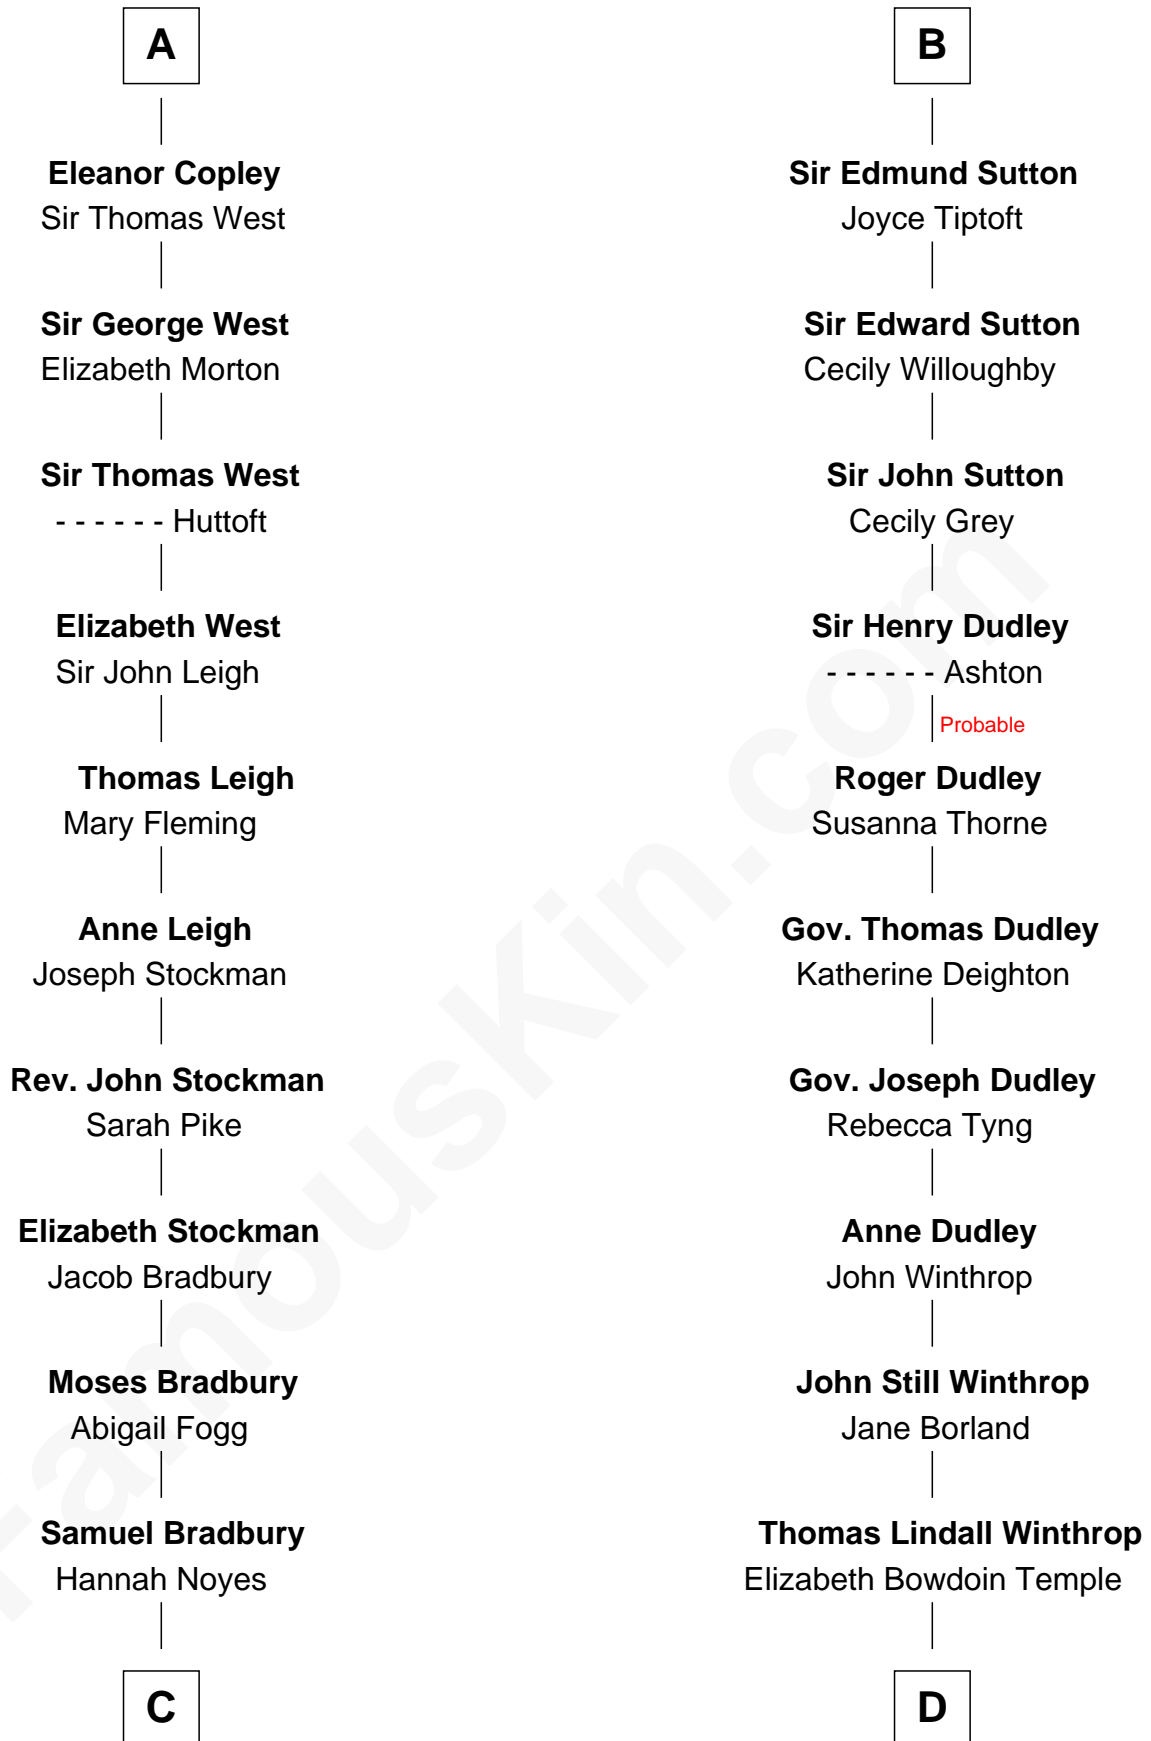 A
Eleanor Copley
Sir Thomas West
Sir George West
Elizabeth Morton
Sir Thomas West
- - - - - - Huttoft
Elizabeth West
Sir John Leigh
Thomas Leigh
Mary Fleming
Anne Leigh
Joseph Stockman
Rev. John Stockman
Sarah Pike
Elizabeth Stockman
Jacob Bradbury
Moses Bradbury
Abigail Fogg
Samuel Bradbury
Hannah Noyes
C
B
Sir Edmund Sutton
Joyce Tiptoft
Sir Edward Sutton
Cecily Willoughby
Sir John Sutton
Cecily Grey
Sir Henry Dudley
- - - - - - Ashton
Probable
Roger Dudley
Susanna Thorne
Gov. Thomas Dudley
Katherine Deighton
Gov. Joseph Dudley
Rebecca Tyng
Anne Dudley
John Winthrop
John Still Winthrop
Jane Borland
Thomas Lindall Winthrop
Elizabeth Bowdoin Temple
D
FamousKin.com